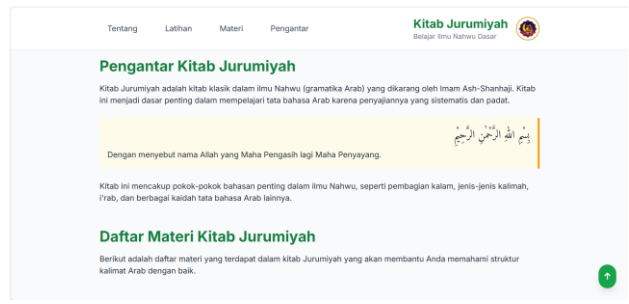 Tentang Latihan Materi Pengantar
Kitab Jurumiyah
Belajar Ilmu Nahwu Dasar
Pengantar Kitab Jurumiyah
Kitab Jurumiyah adalah kitab klasik dalam ilmu Nahwu (gramatika Arab) yang dikarang oleh Imam Ash-Shanhaji. Kitab
ini menjadi dasar penting dalam mempelajari tata bahasa Arab karena penyajiannya yang sistematis dan padat.
بِسْمِ اللَّهِ الرَّحْمَٰنِ الرَّحِيْمِ
Dengan menyebut nama Allah yang Maha Pengasih lagi Maha Penyayang.
Kitab ini mencakup pokok-pokok bahasan penting dalam ilmu Nahwu, seperti pembagian kalam, jenis-jenis kalimah,
i'rab, dan berbagai kaidah tata bahasa Arab lainnya.
Daftar Materi Kitab Jurumiyah
Berikut adalah daftar materi yang terdapat dalam kitab Jurumiyah yang akan membantu Anda memahami struktur
kalimat Arab dengan baik.